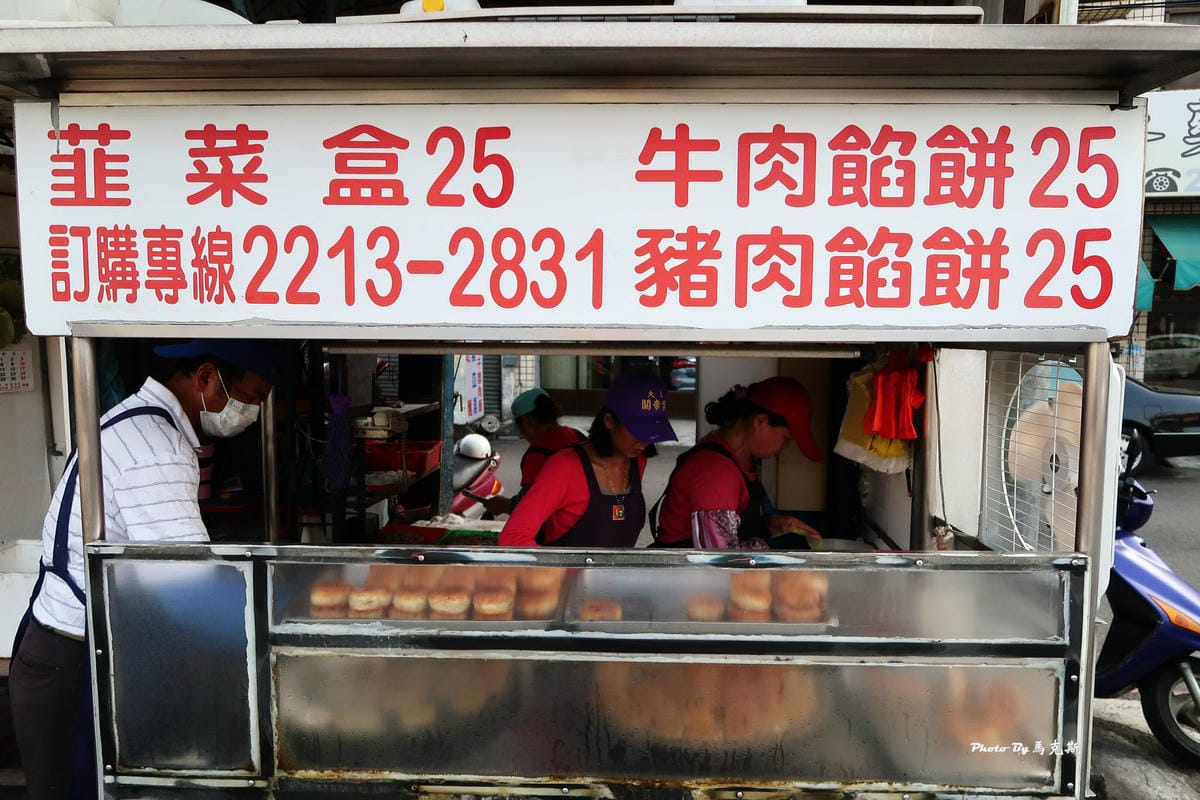 韮菜盒25 牛肉餡餅25
訂購專線2213-2831 豬肉餡餅25
Photo By 馬克斯